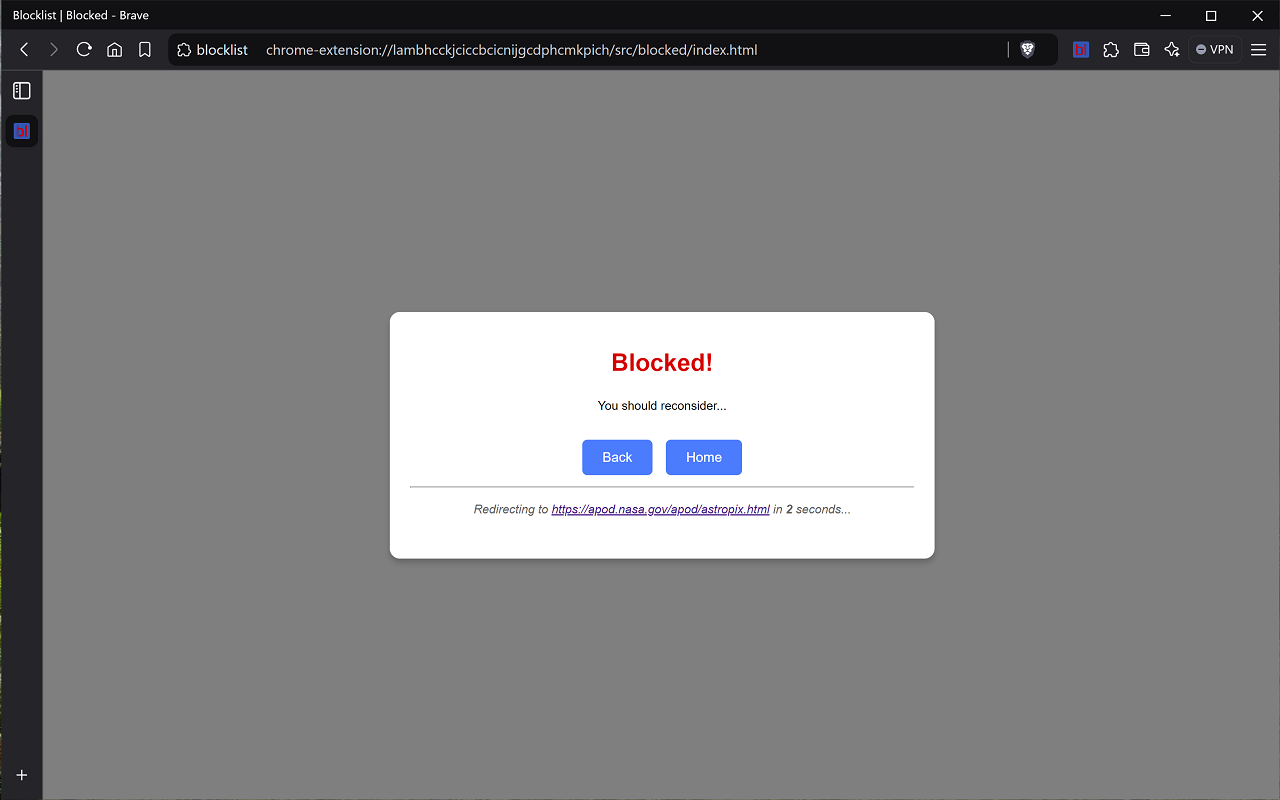 Blocklist | Blocked - Brave
blocklist chrome-extension://lambhcckjciccbcicnijgcdphcmkpich/src/blocked/index.html
bl
VPN
bl
Blocked!
You should reconsider...
Back Home
Redirecting to https://apod.nasa.gov/apod/astropix.html in 2 seconds...